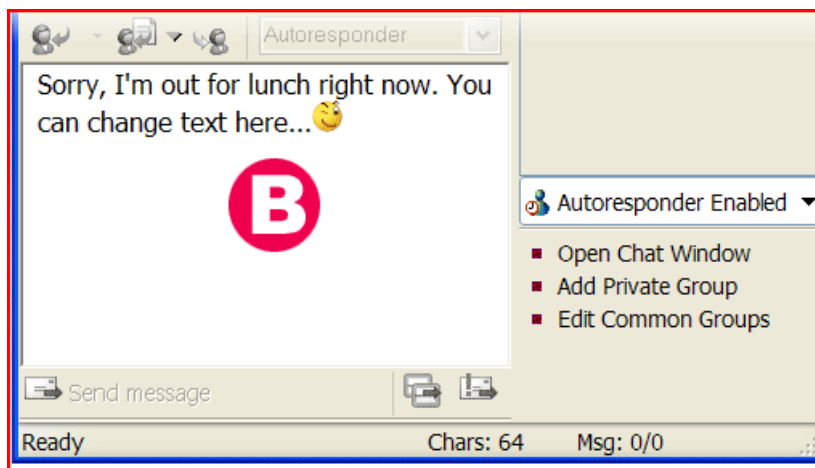 Autoresponder
Sorry, I'm out for lunch right now. You
can change text here...
B
Autoresponder Enabled
Open Chat Window
Add Private Group
Edit Common Groups
Send message
Ready
Chars: 64
Msg: 0/0